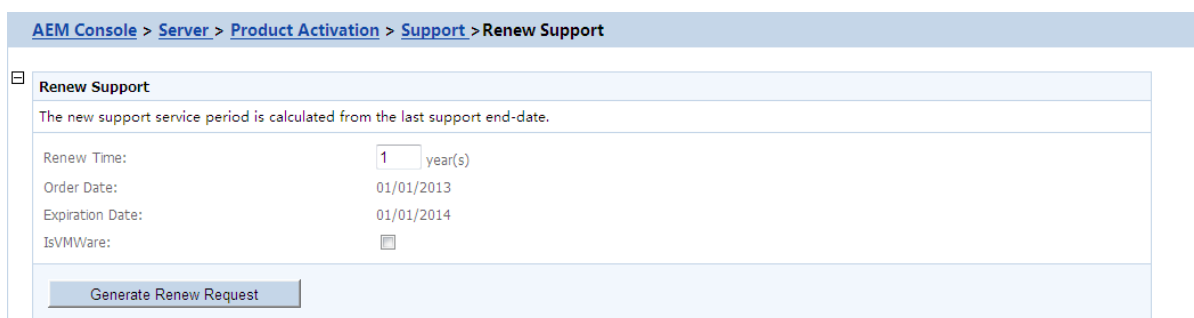 AEM Console > Server > Product Activation > Support >Renew Support
Renew Support
The new support service period is calculated from the last support end-date.
Renew Time: 1 year(s)
Order Date: 01/01/2013
Expiration Date: 01/01/2014
IsVMWare:
Generate Renew Request